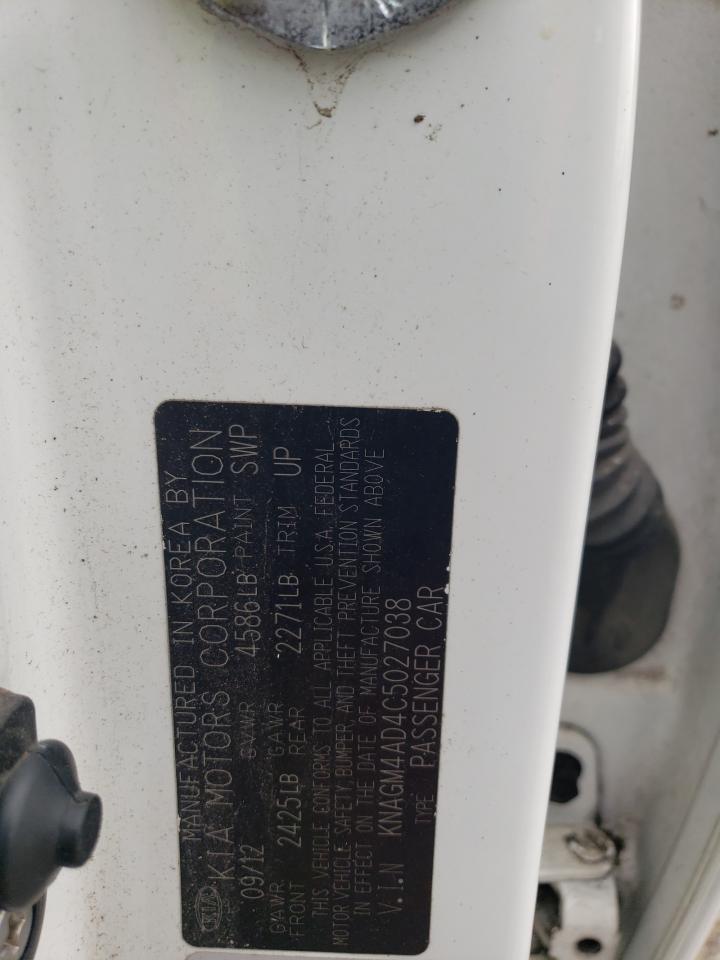 MANUFACTURED IN KOREA BY
KIA KIA MOTORS CORPORATION
09/12 GVWR 4586LB PAINT SWP
GAWR FRONT 2425LB GAWR REAR 2271LB TRIM UP
THIS VEHICLE CONFORMS TO ALL APPLICABLE U.S.A. FEDERAL
MOTOR VEHICLE SAFETY, BUMPER, AND THEFT PREVENTION STANDARDS
IN EFFECT ON THE DATE OF MANUFACTURE SHOWN ABOVE
V.I.N KNAGM4AD4C5027038
TYPE PASSENGER CAR